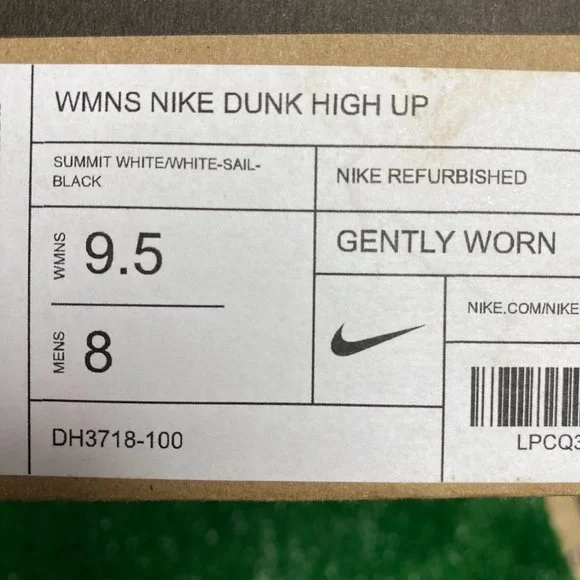 WMNS NIKE DUNK HIGH UP
SUMMIT WHITE/WHITE-SAIL-
BLACK
NIKE REFURBISHED
WMNS 9.5
GENTLY WORN
MENS 8
NIKE.COM/NIKE
DH3718-100
LPCQ3